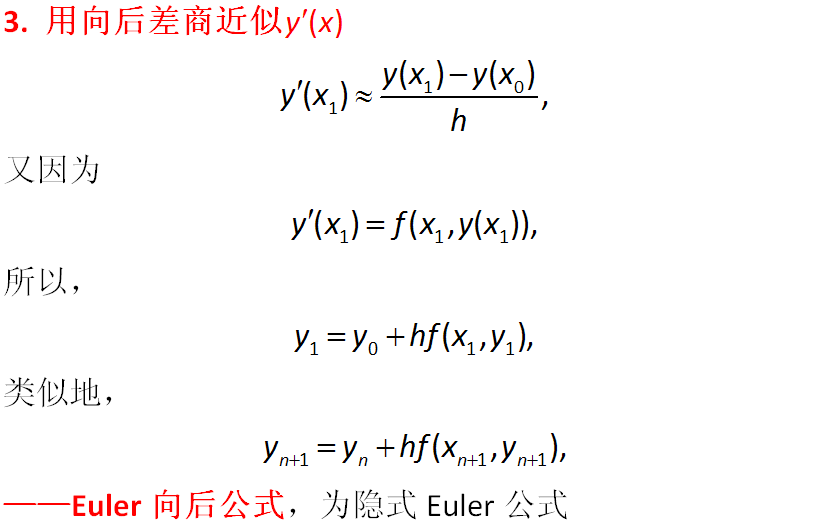 3. 用向后差商近似y′(x)
y′(x₁) ≈ (y(x₁) − y(x₀)) / h,
又因为
y′(x₁) = f(x₁, y(x₁)),
所以,
y₁ = y₀ + hf(x₁, y₁),
类似地,
yₙ₊₁ = yₙ + hf(xₙ₊₁, yₙ₊₁),
——Euler 向后公式，为隐式 Euler 公式